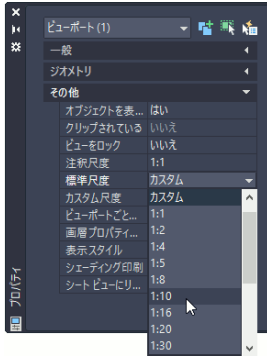 ビューポート (1)
一般
ジオメトリ
その他
オブジェクトを表... はい
クリップされている いいえ
ビューをロック いいえ
注釈尺度 1:1
標準尺度 カスタム
カスタム尺度 カスタム
ビューポートごと... 1:1
画層プロパティ... 1:2
表示スタイル 1:4
シェーディング印刷 1:5
シートビューにリ... 1:8
1:10
1:16
1:20
1:30
プロパティ